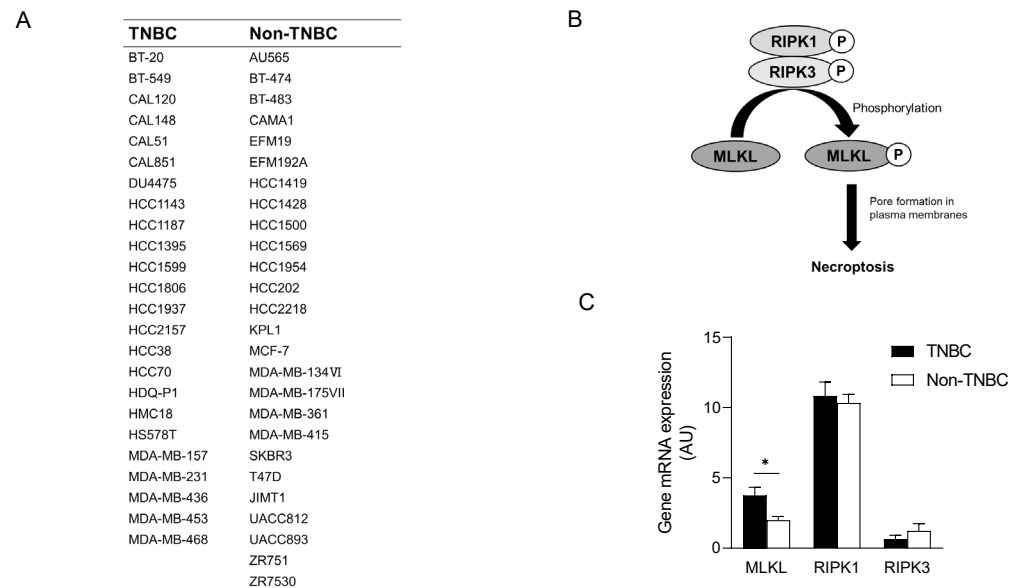 A
TNBC Non-TNBC
BT-20 AU565
BT-549 BT-474
CAL120 BT-483
CAL148 CAMA1
CAL51 EFM19
CAL851 EFM192A
DU4475 HCC1419
HCC1143 HCC1428
HCC1187 HCC1500
HCC1395 HCC1569
HCC1599 HCC1954
HCC1806 HCC202
HCC1937 HCC2218
HCC2157 KPL1
HCC38 MCF-7
HCC70 MDA-MB-134VI
HDQ-P1 MDA-MB-175VII
HMC18 MDA-MB-361
HS578T MDA-MB-415
MDA-MB-157 SKBR3
MDA-MB-231 T47D
MDA-MB-436 JIMT1
MDA-MB-453 UACC812
MDA-MB-468 UACC893
ZR751
ZR7530
B
RIPK1 P
RIPK3 P
Phosphorylation
MLKL MLKL P
Pore formation in
plasma membranes
Necroptosis
C
Gene mRNA expression
(AU)
15
10
5
0
*
TNBC
Non-TNBC
MLKL RIPK1 RIPK3